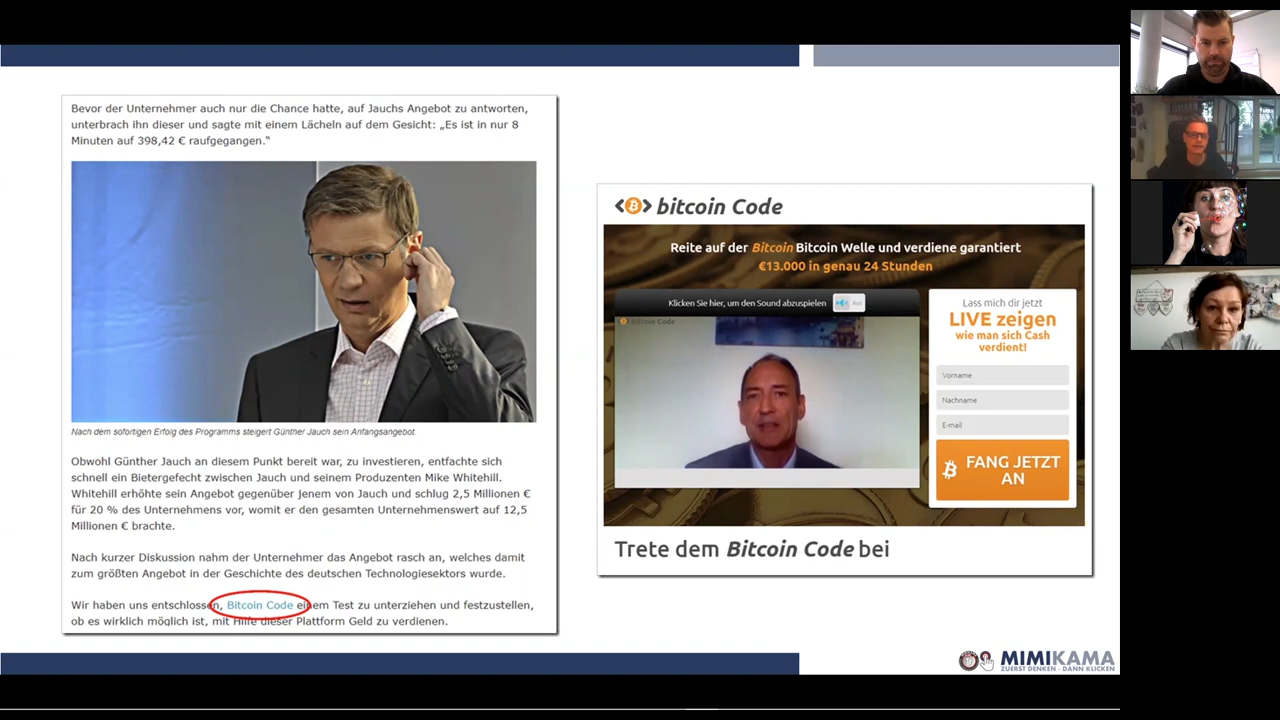 Bevor der Unternehmer auch nur die Chance hatte, auf Jauchs Angebot zu antworten,
unterbrach ihn dieser und sagte mit einem Lächeln auf dem Gesicht: „Es ist in nur 8
Minuten auf 398,42 € raufgegangen.“
Nach dem sofortigen Erfolg des Programms steigert Günther Jauch sein Anfangsangebot.
Obwohl Günther Jauch an diesem Punkt bereit war, zu investieren, entfachte sich
schnell ein Bietergefecht zwischen Jauch und seinem Produzenten Mike Whitehill.
Whitehill erhöhte sein Angebot gegenüber jenem von Jauch und schlug 2,5 Millionen €
für 20 % des Unternehmens vor, womit er den gesamten Unternehmenswert auf 12,5
Millionen € brachte.
Nach kurzer Diskussion nahm der Unternehmer das Angebot rasch an, welches damit
zum größten Angebot in der Geschichte des deutschen Technologiesektors wurde.
Wir haben uns entschlossen, Bitcoin Code einem Test zu unterziehen und festzustellen,
ob es wirklich möglich ist, mit Hilfe dieser Plattform Geld zu verdienen.
bitcoin Code
Reite auf der Bitcoin Bitcoin Welle und verdiene garantiert
€13.000 in genau 24 Stunden
Klicken Sie hier, um den Sound abzuspielen
bitcoin Code
Lass mich dir jetzt
LIVE zeigen
wie man sich Cash
verdient!
Vorname
Nachname
E-mail
FANG JETZT
AN
Trete dem Bitcoin Code bei
MIMIKAMA
ZUERST DENKEN - DANN KLICKEN